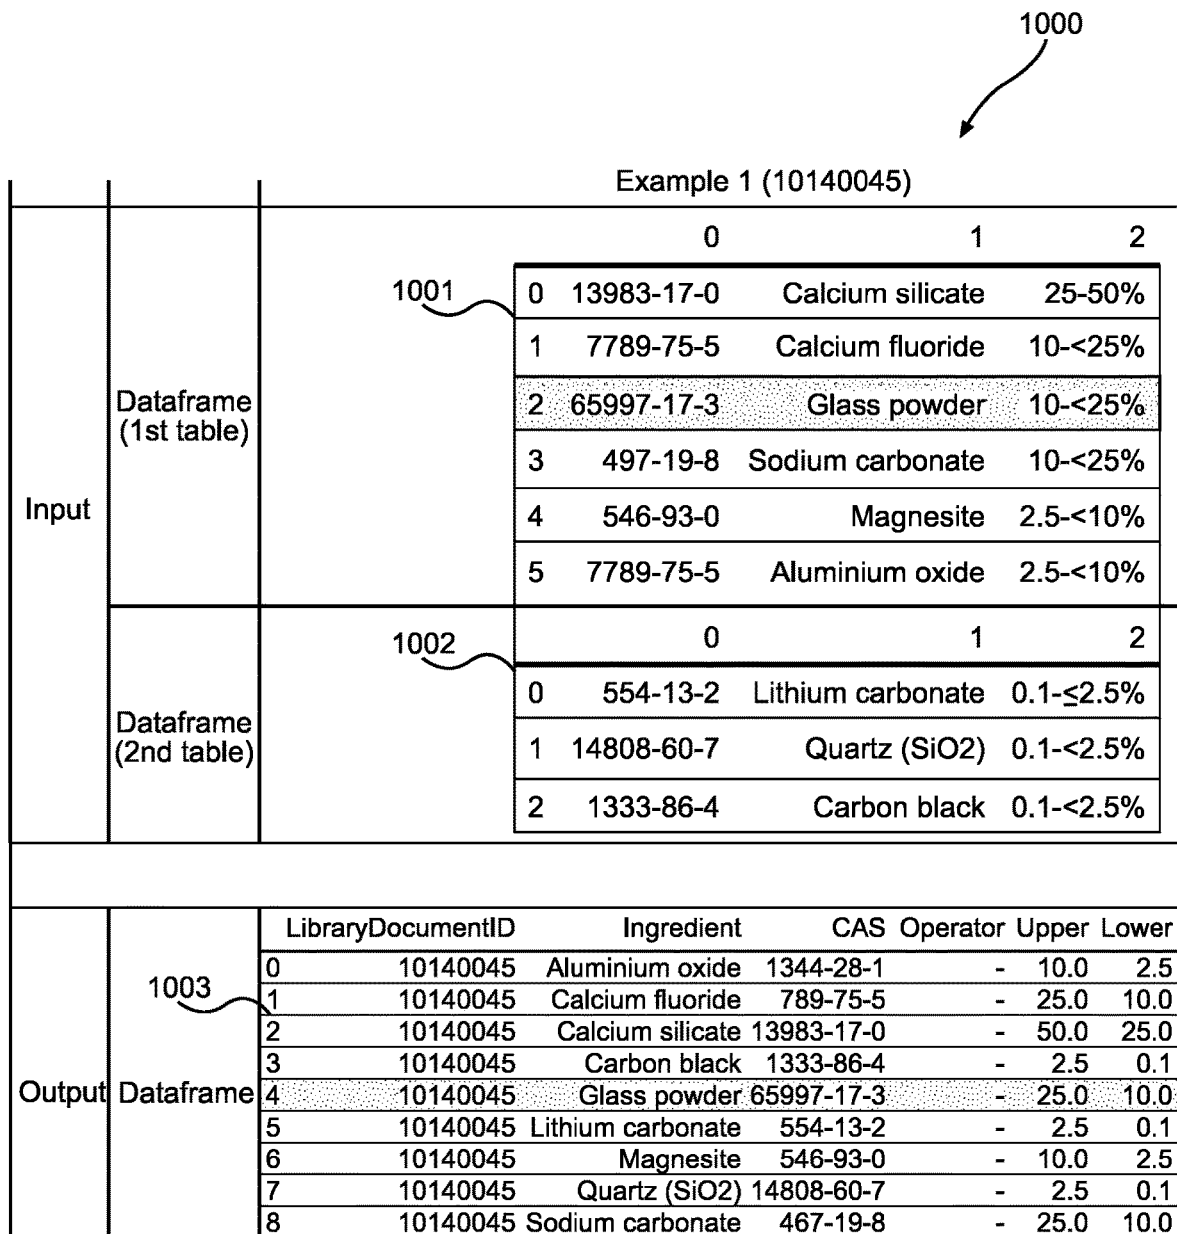 1000
Example 1 (10140045)
0 1 2
1001
0 13983-17-0 Calcium silicate 25-50%
1 7789-75-5 Calcium fluoride 10-<25%
Dataframe
(1st table)
2 65997-17-3 Glass powder 10-<25%
3 497-19-8 Sodium carbonate 10-<25%
Input
4 546-93-0 Magnesite 2.5-<10%
5 7789-75-5 Aluminium oxide 2.5-<10%
1002
0 1 2
0 554-13-2 Lithium carbonate 0.1-≤2.5%
Dataframe
(2nd table)
1 14808-60-7 Quartz (SiO2) 0.1-<2.5%
2 1333-86-4 Carbon black 0.1-<2.5%
LibraryDocumentID Ingredient CAS Operator Upper Lower
0 10140045 Aluminium oxide 1344-28-1 - 10.0 2.5
1003
1 10140045 Calcium fluoride 789-75-5 - 25.0 10.0
2 10140045 Calcium silicate 13983-17-0 - 50.0 25.0
3 10140045 Carbon black 1333-86-4 - 2.5 0.1
Output Dataframe
4 10140045 Glass powder 65997-17-3 - 25.0 10.0
5 10140045 Lithium carbonate 554-13-2 - 2.5 0.1
6 10140045 Magnesite 546-93-0 - 10.0 2.5
7 10140045 Quartz (SiO2) 14808-60-7 - 2.5 0.1
8 10140045 Sodium carbonate 467-19-8 - 25.0 10.0